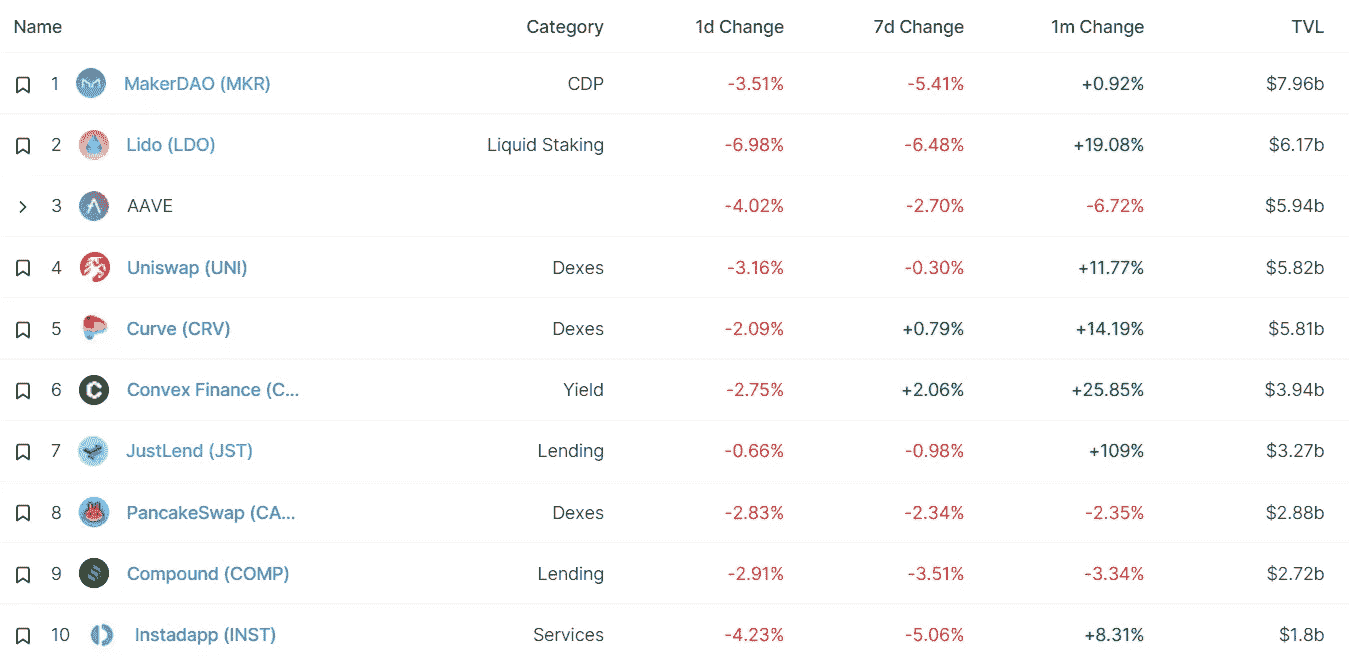 Name Category 1d Change 7d Change 1m Change TVL
1 MakerDAO (MKR) CDP -3.51% -5.41% +0.92% $7.96b
2 Lido (LDO) Liquid Staking -6.98% -6.48% +19.08% $6.17b
3 AAVE -4.02% -2.70% -6.72% $5.94b
4 Uniswap (UNI) Dexes -3.16% -0.30% +11.77% $5.82b
5 Curve (CRV) Dexes -2.09% +0.79% +14.19% $5.81b
6 Convex Finance (C... Yield -2.75% +2.06% +25.85% $3.94b
7 JustLend (JST) Lending -0.66% -0.98% +109% $3.27b
8 PancakeSwap (CA... Dexes -2.83% -2.34% -2.35% $2.88b
9 Compound (COMP) Lending -2.91% -3.51% -3.34% $2.72b
10 Instadapp (INST) Services -4.23% -5.06% +8.31% $1.8b